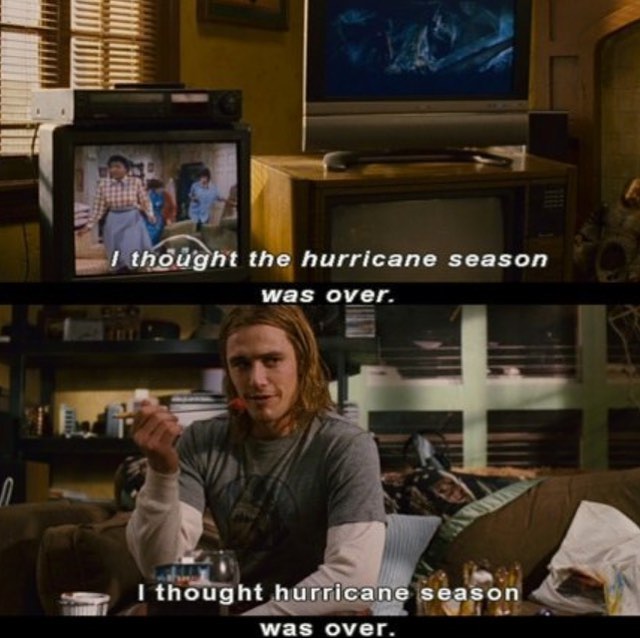 I thought the hurricane season
was over.
I thought hurricane season
was over.